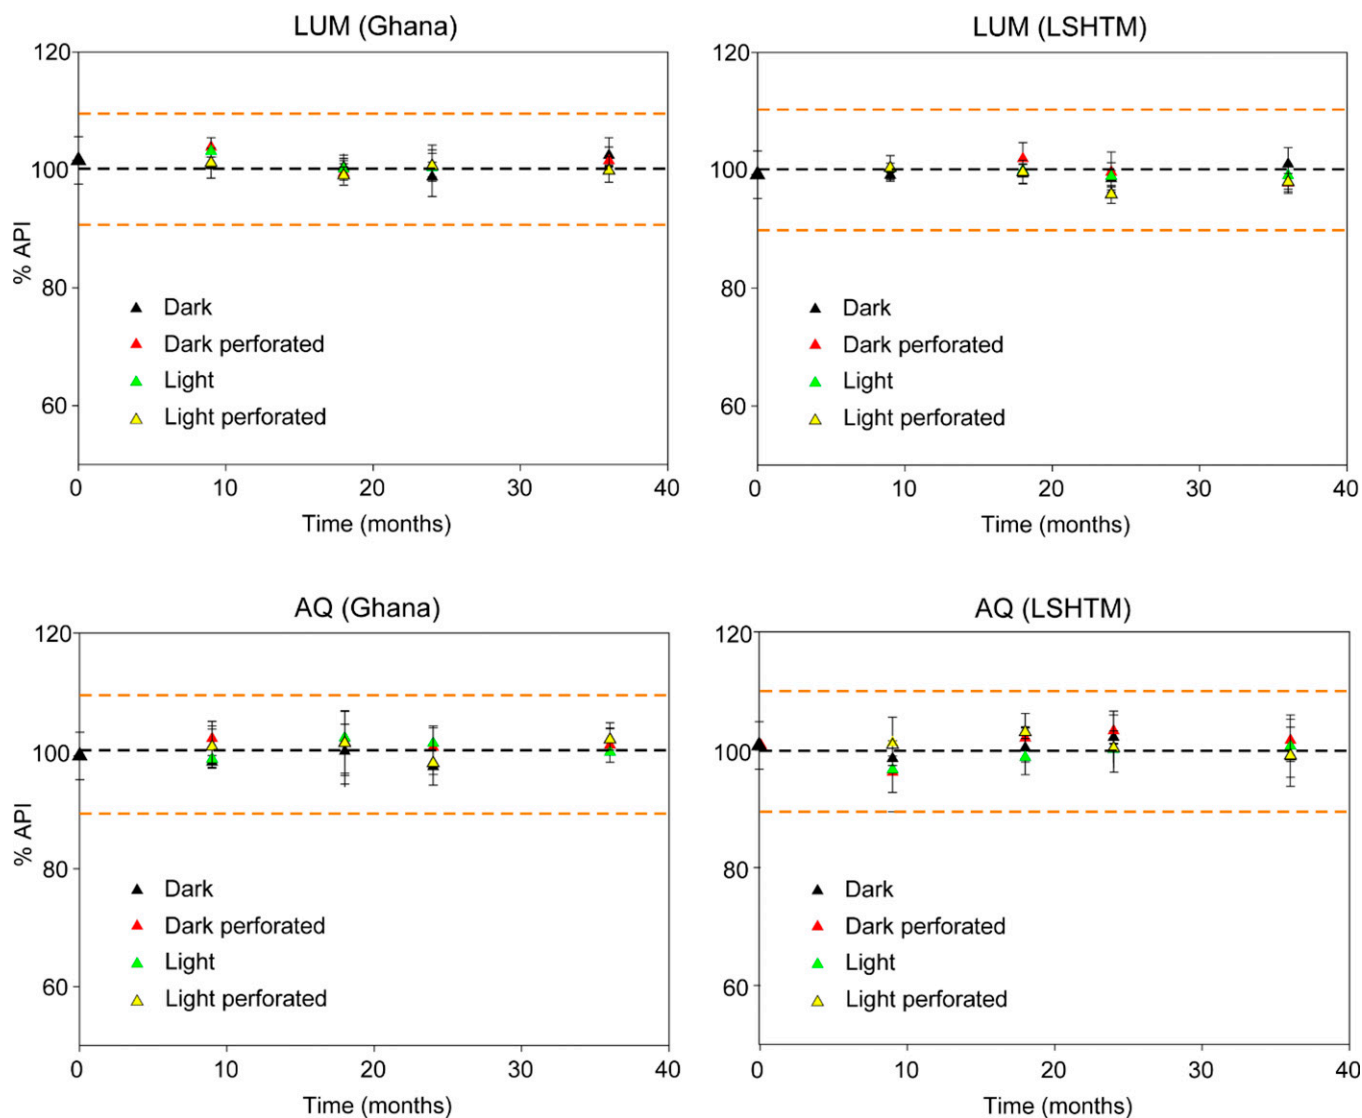 LUM (Ghana)
120
100
80
60
% API
Dark
Dark perforated
Light
Light perforated
0 10 20 30 40
Time (months)
LUM (LSHTM)
120
100
80
60
Dark
Dark perforated
Light
Light perforated
0 10 20 30 40
Time (months)
AQ (Ghana)
120
100
80
60
% API
Dark
Dark perforated
Light
Light perforated
0 10 20 30 40
Time (months)
AQ (LSHTM)
120
100
80
60
Dark
Dark perforated
Light
Light perforated
0 10 20 30 40
Time (months)